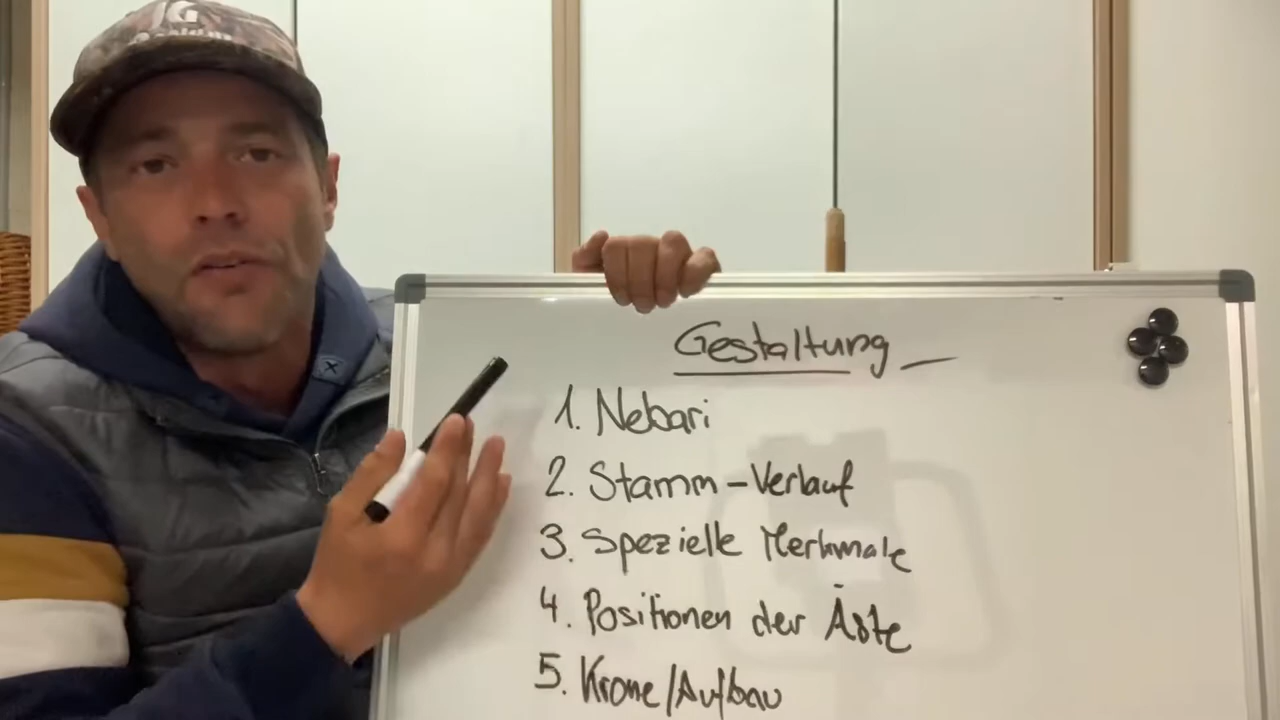 Gestaltung
1. Nebari
2. Stamm-Verlauf
3. Spezielle Merkmale
4. Positionen der Äste
5. Krone/Aufbau